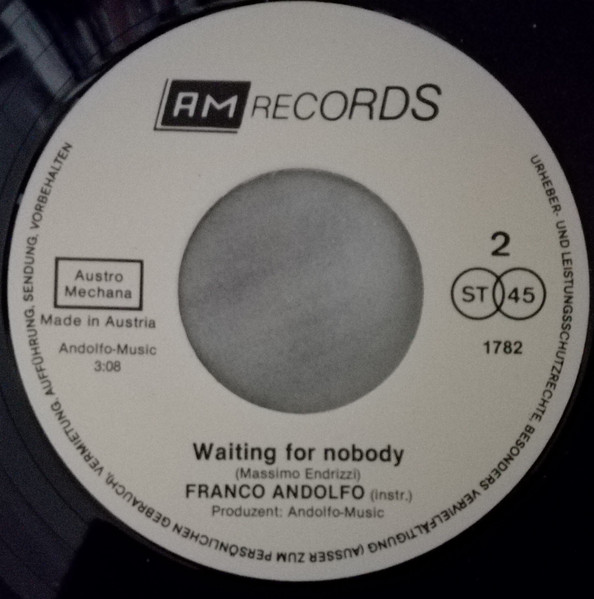 AM RECORDS
URHEBER- UND LEISTUNGSSCHUTZRECHTE, BESONDERS VERVIELFÄLTIGUNG (AUSSER ZUM PERSÖNLICHEN GEBRAUCH), VERMIETUNG, AUFFÜHRUNG, SENDUNG, VORBEHALTEN
Austro
Mechana
Made in Austria
Andolfo-Music
3:08
2
ST 45
1782
Waiting for nobody
(Massimo Endrizzi)
FRANCO ANDOLFO (instr.)
Produzent: Andolfo-Music